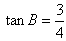 tan B = 3/4